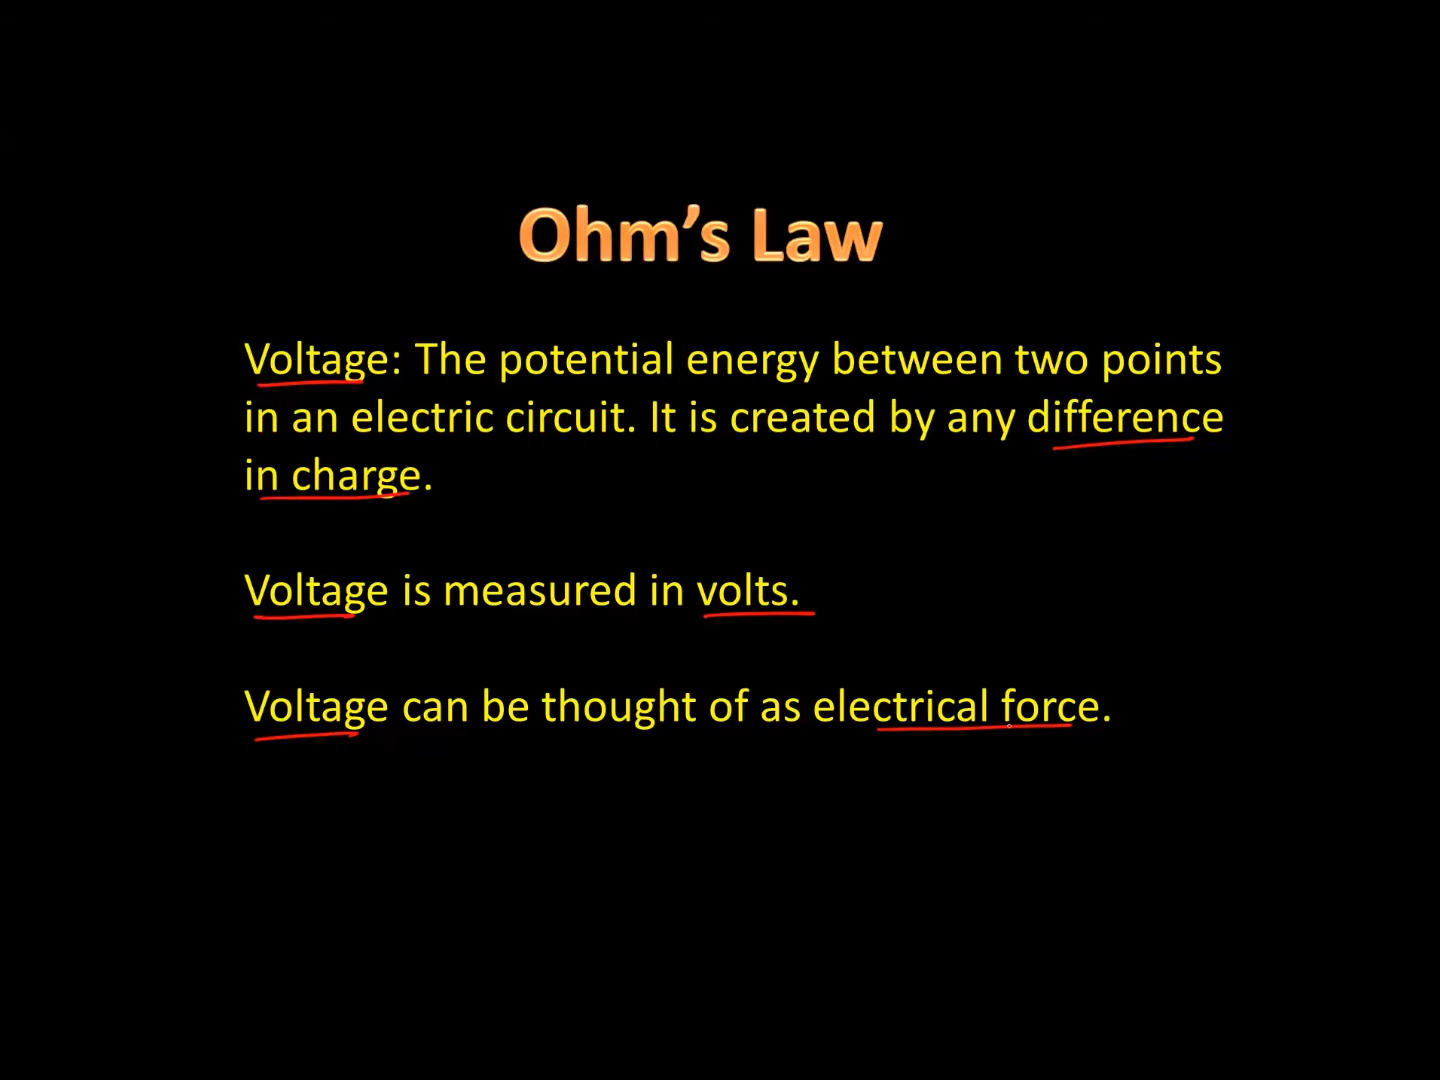 Ohm’s Law
Voltage: The potential energy between two points
in an electric circuit. It is created by any difference
in charge.
Voltage is measured in volts.
Voltage can be thought of as electrical force.